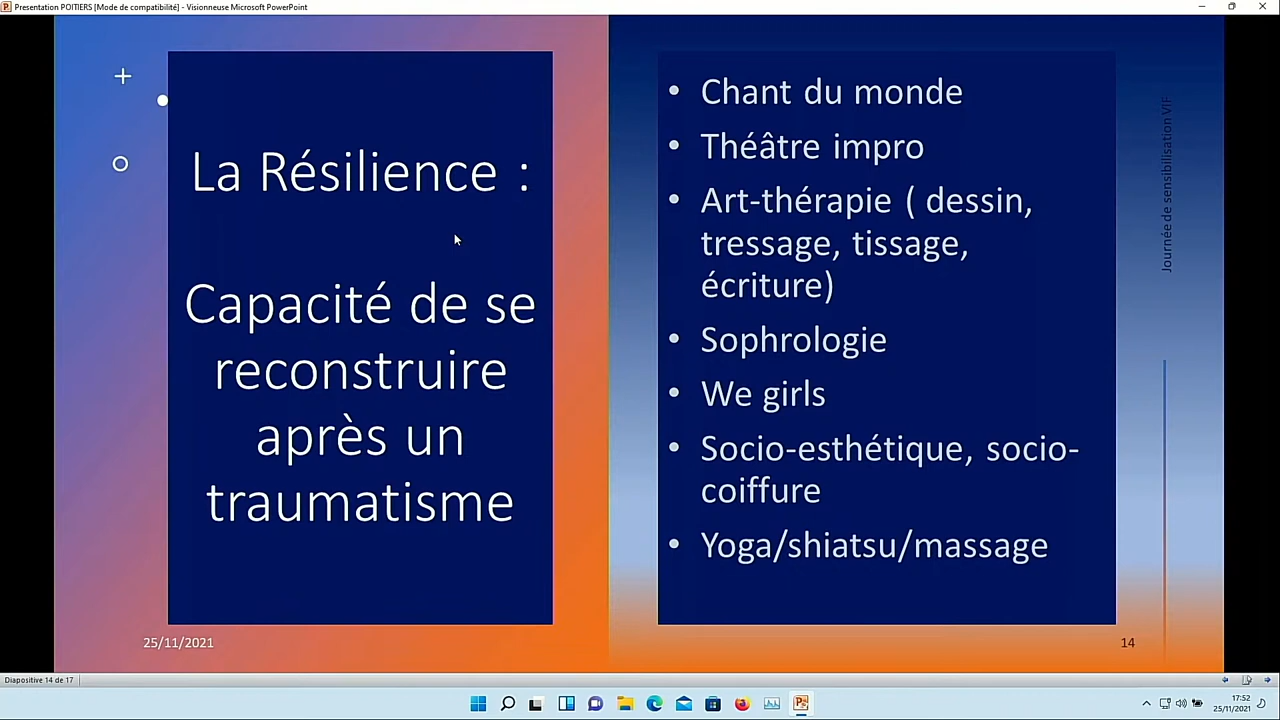 Presentation POITIERS [Mode de compatibilité] - Visionneuse Microsoft PowerPoint
La Résilience :
Capacité de se
reconstruire
après un
traumatisme
• Chant du monde
• Théâtre impro
• Art-thérapie ( dessin,
tressage, tissage,
écriture)
• Sophrologie
• We girls
• Socio-esthétique, socio-
coiffure
• Yoga/shiatsu/massage
Journée de sensibilisation VIF
25/11/2021
14
Diapositive 14 de 17
17:52
25/11/2021